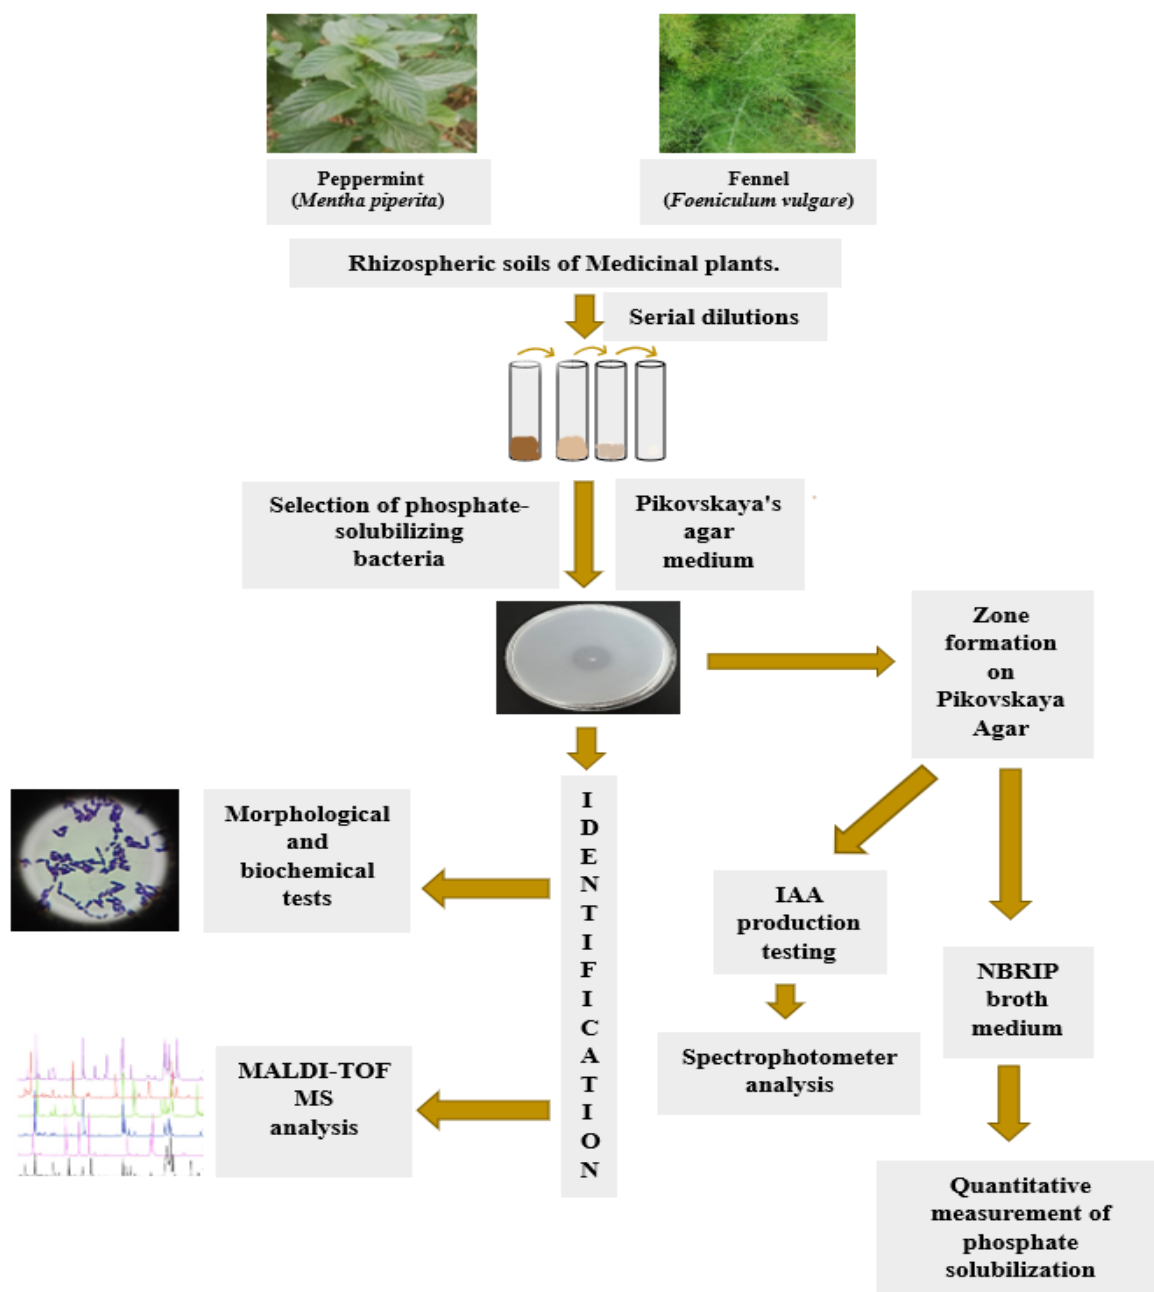 Peppermint
(Mentha piperita)
Fennel
(Foeniculum vulgare)
Rhizospheric soils of Medicinal plants.
Serial dilutions
Selection of phosphate-
solubilizing
bacteria
Pikovskaya's
agar
medium
Zone
formation
on
Pikovskaya
Agar
I
D
E
N
T
I
F
I
C
A
T
I
O
N
Morphological
and
biochemical
tests
MALDI-TOF
MS
analysis
IAA
production
testing
Spectrophotometer
analysis
NBRIP
broth
medium
Quantitative
measurement of
phosphate
solubilization